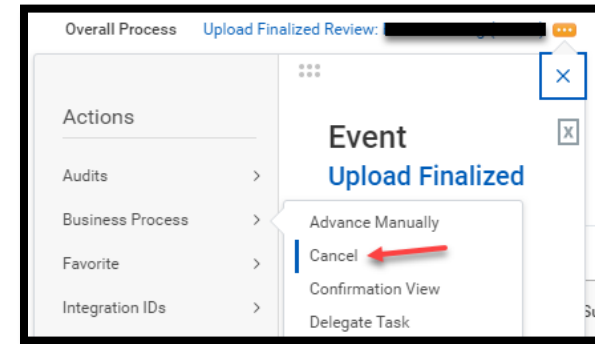 Overall Process Upload Finalized Review:
Actions
Event
Upload Finalized
Audits
Business Process
Favorite
Integration IDs
Advance Manually
Cancel
Confirmation View
Delegate Task